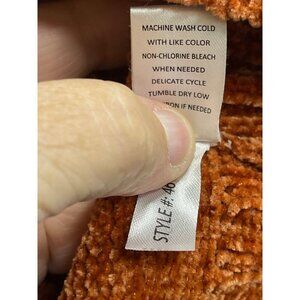 MACHINE WASH COLD
WITH LIKE COLOR
NON-CHLORINE BLEACH
WHEN NEEDED
DELICATE CYCLE
TUMBLE DRY LOW
IF NEEDED
STYLE #: 46